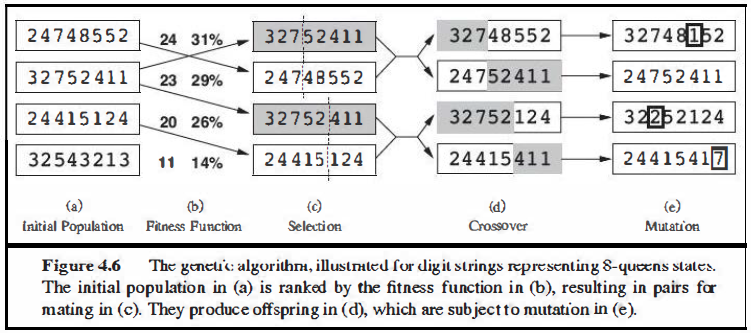 24748552 24 31% 32752411 32748552 32748152
32752411 23 29% 24748552 24752411 24752411
24415124 20 26% 32752411 32752124 32252124
32543213 11 14% 24415124 24415411 24415417
(a) (b) (c) (d) (e)
Initial Population Fitness Function Selection Crossover Mutation
Figure 4.6 The genetic algorithm, illustrated for digit strings representing 8-queens states.
The initial population in (a) is ranked by the fitness function in (b), resulting in pairs for
mating in (c). They produce offspring in (d), which are subject to mutation in (e).